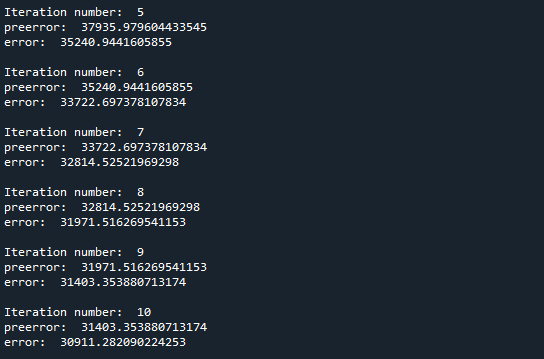 Iteration number:  5
preerror:  37935.979604433545
error:  35240.9441605855
Iteration number:  6
preerror:  35240.9441605855
error:  33722.697378107834
Iteration number:  7
preerror:  33722.697378107834
error:  32814.52521969298
Iteration number:  8
preerror:  32814.52521969298
error:  31971.516269541153
Iteration number:  9
preerror:  31971.516269541153
error:  31403.353880713174
Iteration number:  10
preerror:  31403.353880713174
error:  30911.282090224253